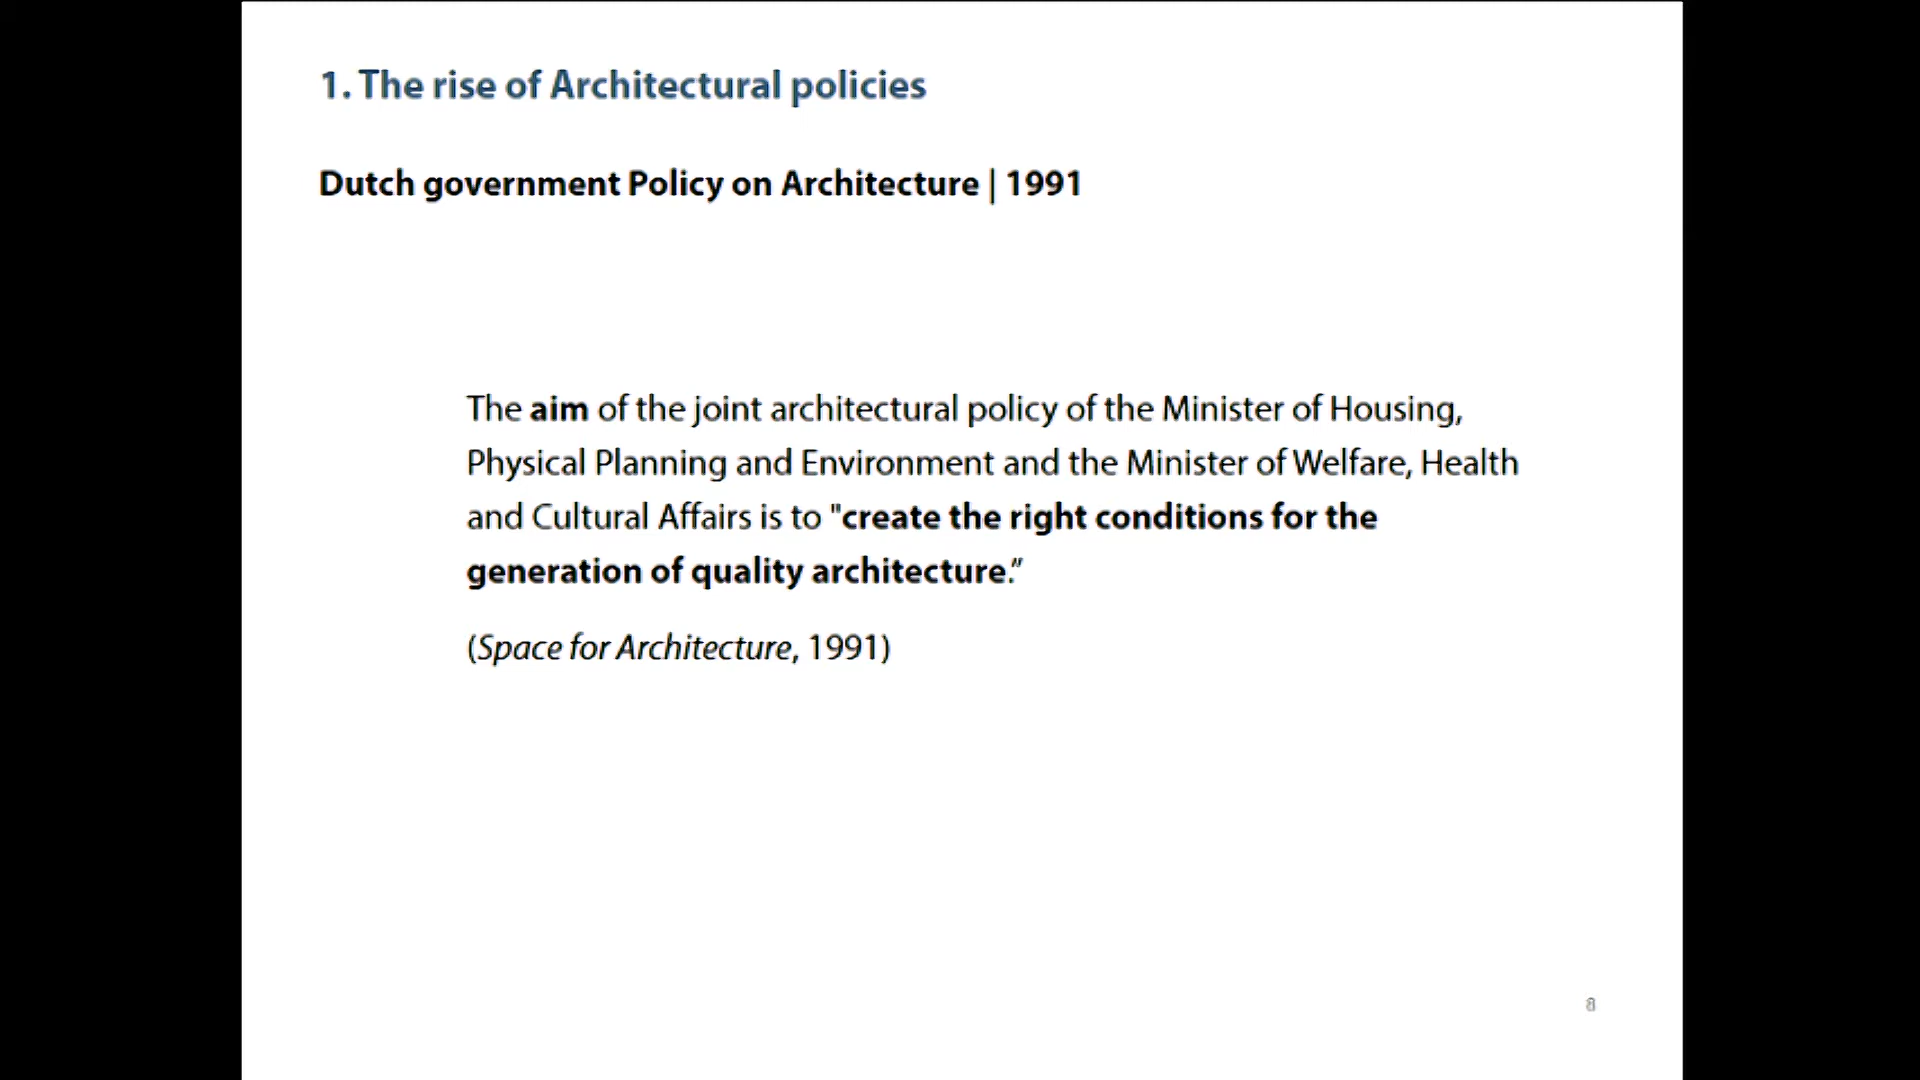 1. The rise of Architectural policies
Dutch government Policy on Architecture | 1991
The aim of the joint architectural policy of the Minister of Housing,
Physical Planning and Environment and the Minister of Welfare, Health
and Cultural Affairs is to "create the right conditions for the
generation of quality architecture.”
(Space for Architecture, 1991)
8